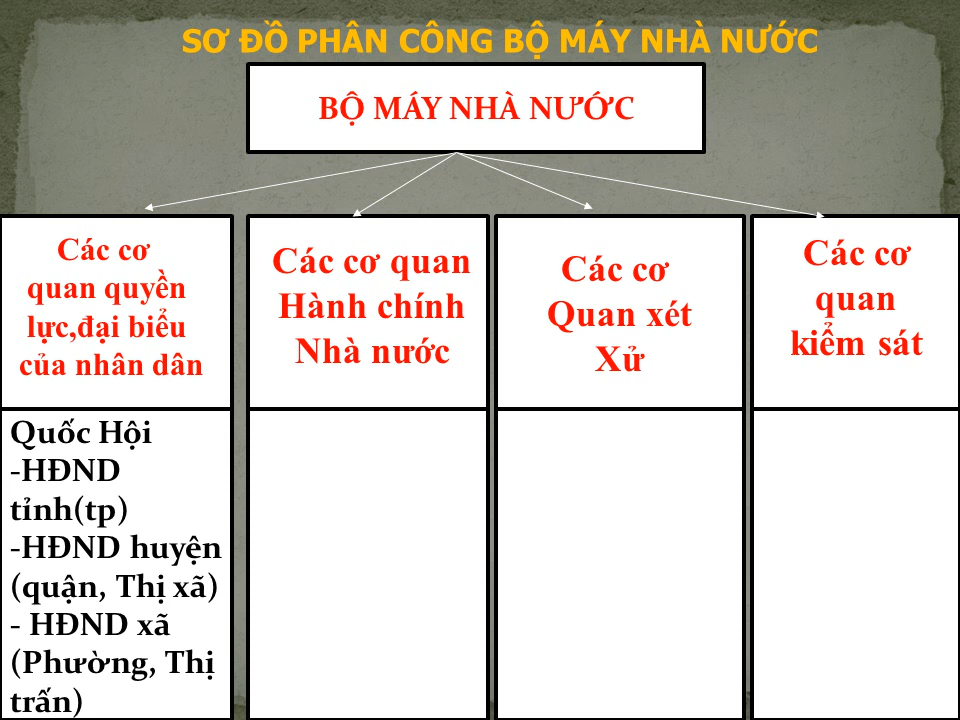 SƠ ĐỒ PHÂN CÔNG BỘ MÁY NHÀ NƯỚC
BỘ MÁY NHÀ NƯỚC
Các cơ
quan quyền
lực,đại biểu
của nhân dân
Các cơ quan
Hành chính
Nhà nước
Các cơ
Quan xét
Xử
Các cơ
quan
kiểm sát
Quốc Hội
-HĐND
tỉnh(tp)
-HĐND huyện
(quận, Thị xã)
- HĐND xã
(Phường, Thị
trấn)